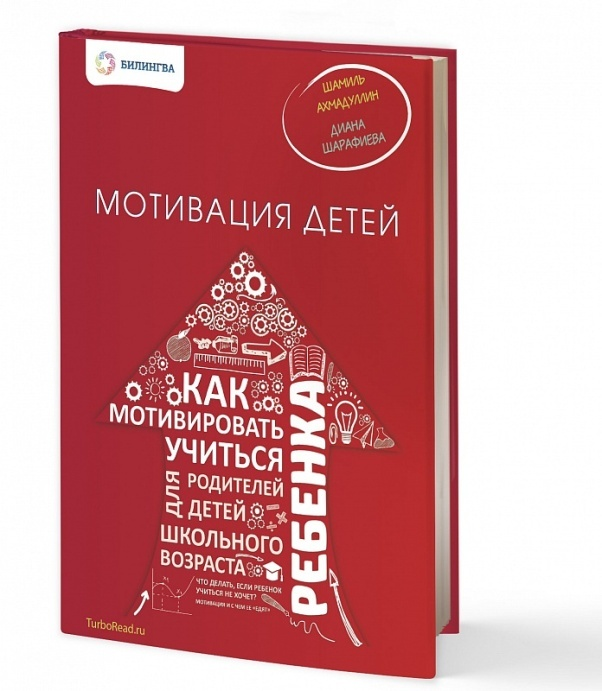 БИЛИНГВА
ШАМИЛЬ
АХМАДУЛЛИН
ДИАНА
ШАРАФИЕВА
МОТИВАЦИЯ ДЕТЕЙ
КАК
МОТИВИРОВАТЬ
УЧИТЬСЯ
РЕБЕНКА
ДЛЯ
РОДИТЕЛЕЙ
ДЕТЕЙ
ШКОЛЬНОГО
ВОЗРАСТА
ЧТО ДЕЛАТЬ, ЕСЛИ РЕБЕНОК
УЧИТЬСЯ НЕ ХОЧЕТ?
МОТИВАЦИЯ И С ЧЕМ ЕЕ «ЕДЯТ»
TurboRead.ru